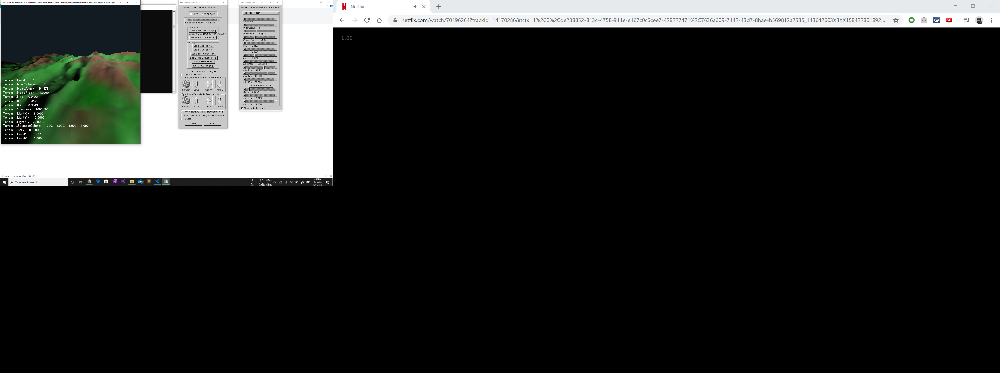 D:\Study Material\2020-Winter\CS557 Computer Graphics Shaders\Assignments\Final Project\FinalProject_Akash Agar...
Terrain : uLevel = 1
Terrain : uNumOctaves = 5
Terrain : uNoiseAmp = 5.4878
Terrain : uNoiseFreq = 1.0000
Terrain : uKa = 0.0122
Terrain : uKd = 0.4573
Terrain : uKs = 0.3049
Terrain : uShininess = 1000.0000
Terrain : uLightX = 5.0000
Terrain : uLightY = 10.0000
Terrain : uLightZ = 20.0000
Terrain : uSpecularColor = 1.000, 1.000, 1.000, 1.000
Terrain : uTol = 0.1000
Terrain : uLevel1 = 0.6110
Terrain : uLevel2 = 1.0000
GLman Main User I...
GLman Main User Interface Window
Axes Perspective
Background Intensity = 0.1294
GLIB File
Load a new GLIB File [^L]
D:\Study Material\2020-Winter\CS557 C
Reload the GLIB File [^R]
Editing
Edit a Glib File [^G]
Edit a Vert File [^V]
Edit a Tess Control File
Edit a Tess Evaluation File
Edit a Geom File [^E]
Edit a Frag File [^F]
Hardcopy and Display +
Display Frame Rate
Global (Projection Matrix) Transformation
Rotation Scale Trans XY Trans Z
Eye (ModelView Matrix) Transformation
Rotation Scale Trans XY Trans Z
Texture (Texture Matrix) Transformation +
Object (Individual Matrix) Transformation +
Verbose
Reset Quit
GLman Sha...
GLman Shader Parameter User Interface
Program: Terrain
uLevel = 1
uNumOctaves = 5
uNoiseAmp = 5.4878
uNoiseFreq = 1.0000
uKa = 0.0122
uKd = 0.4573
uKs = 0.3049
uShininess = 1000.0000
uLightX = 5.0000
uLightY = 10.0000
uLightZ = 20.0000
Color: uSpecularColor
uTol = 0.1000
uLevel1 = 0.6110
uLevel2 = 1.0000
Show Variable Labels
5 items 1 item selected 6.80 MB
Type here to search
U: 3.77 kB/s
D: 2.68 kB/s
ENG
4:40 PM
Saturday
3/14/2020
Netflix
netflix.com/watch/70196264?trackId=14170286&tctx=1%2C0%2Cde238852-813c-4758-911e-e167c0c6cee7-428227471%2C7636a609-7142-43d7-8bae-b569812a7535_143642603X3XX158422801892...
1.00